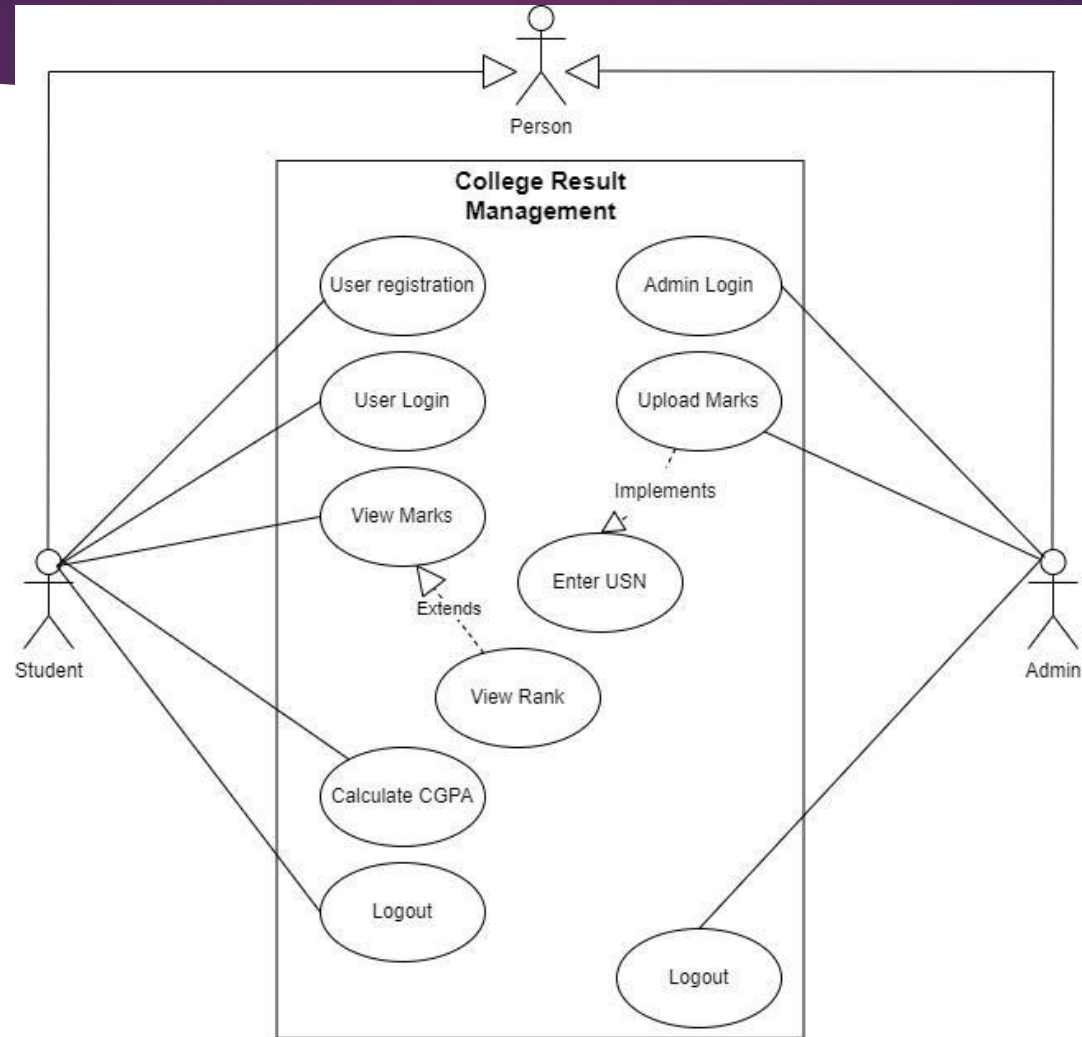 Person
College Result
Management
User registration
Admin Login
User Login
Upload Marks
View Marks
Implements
Enter USN
Extends
Student
Admin
View Rank
Calculate CGPA
Logout
Logout